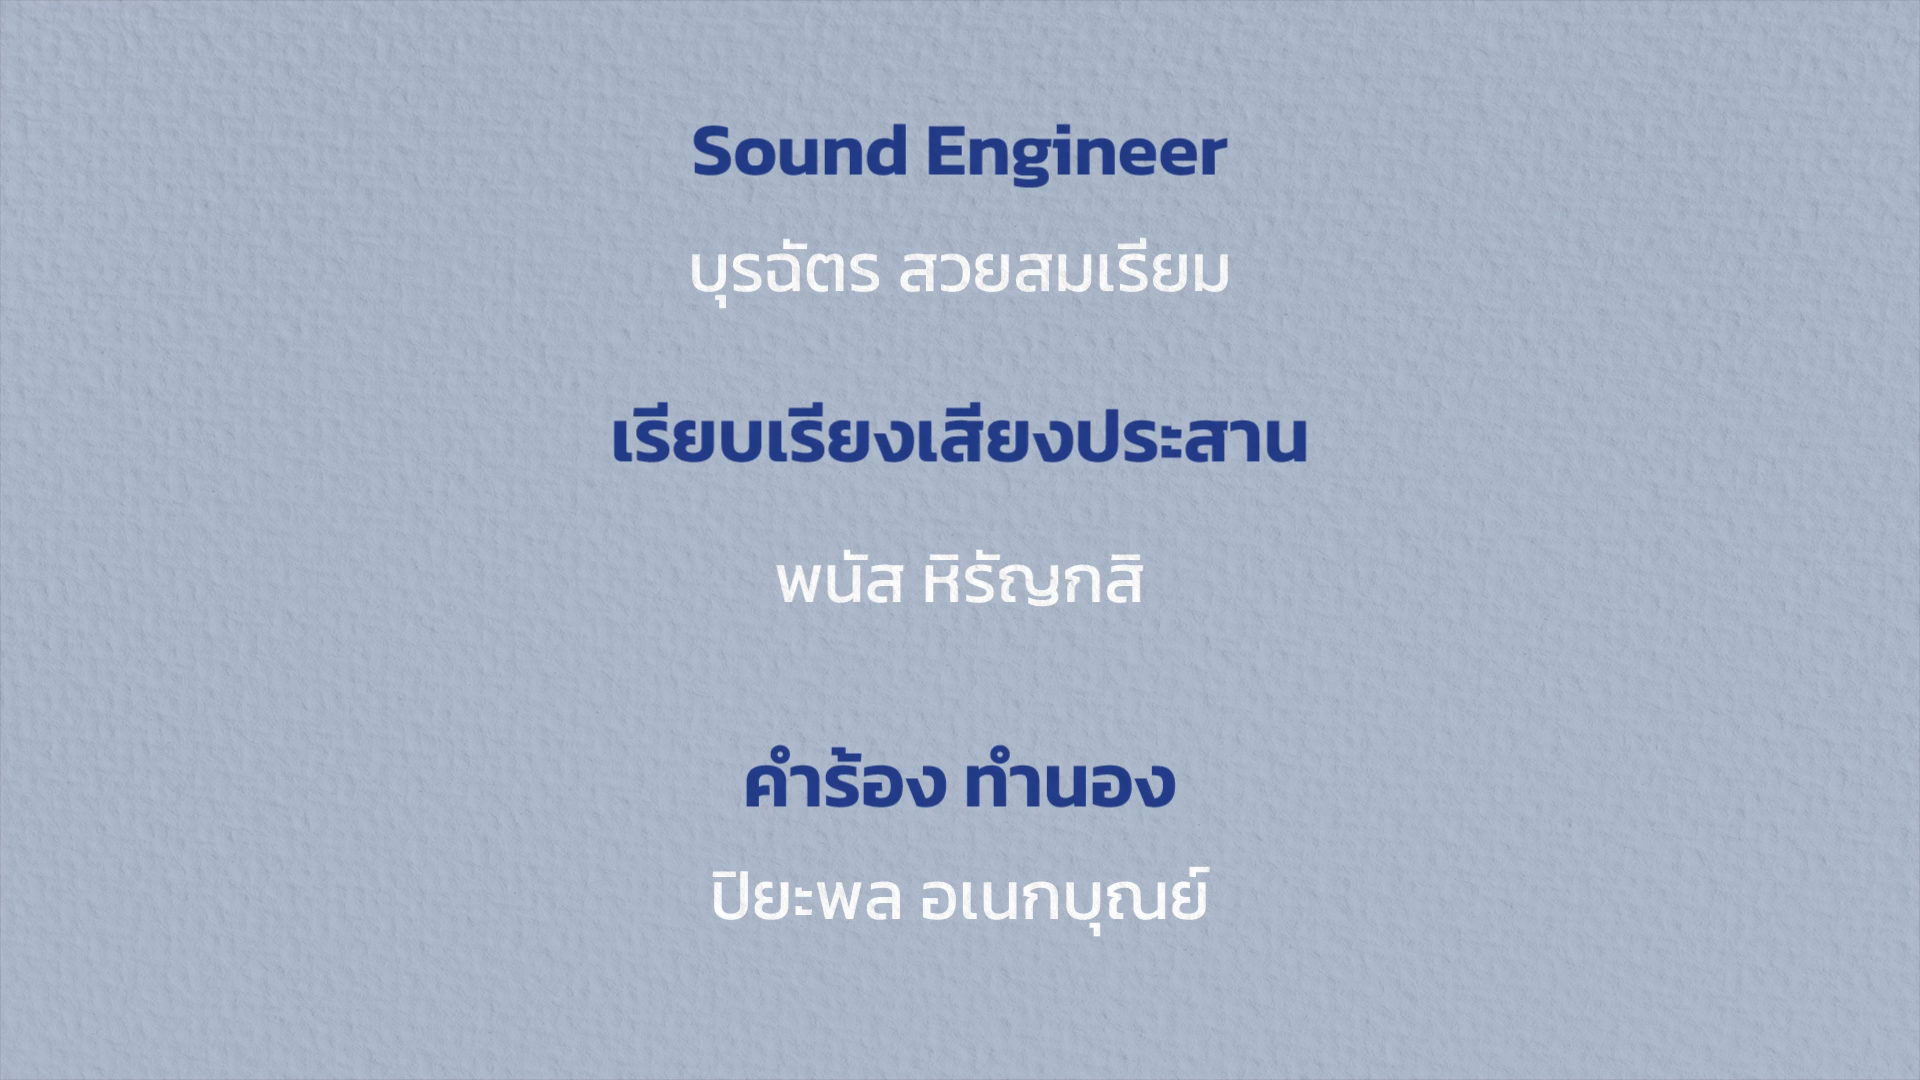 Sound Engineer
บุรฉัตร สวยสมเรียม
เรียบเรียงเสียงประสาน
พนัส หิรัญกสิ
คำร้อง ทำนอง
ปิยะพล อเนกบุณย์